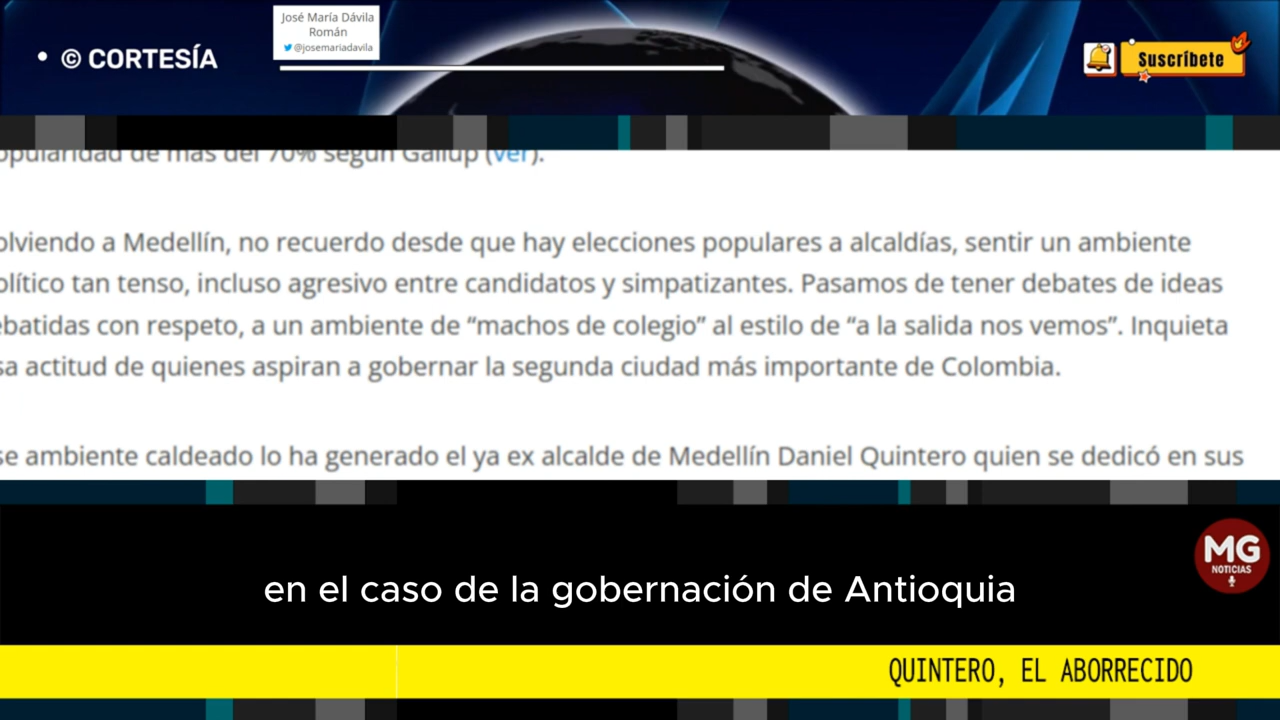 • © CORTESÍA
José María Dávila
Román
@josemariadavila
Suscríbete
opularidad de más del 70% según Gallup (ver).
olviendo a Medellín, no recuerdo desde que hay elecciones populares a alcaldías, sentir un ambiente
olítico tan tenso, incluso agresivo entre candidatos y simpatizantes. Pasamos de tener debates de ideas
ebatidas con respeto, a un ambiente de “machos de colegio” al estilo de “a la salida nos vemos”. Inquieta
sa actitud de quienes aspiran a gobernar la segunda ciudad más importante de Colombia.
se ambiente caldeado lo ha generado el ya ex alcalde de Medellín Daniel Quintero quien se dedicó en sus
MG
NOTICIAS
en el caso de la gobernación de Antioquia
QUINTERO, EL ABORRECIDO